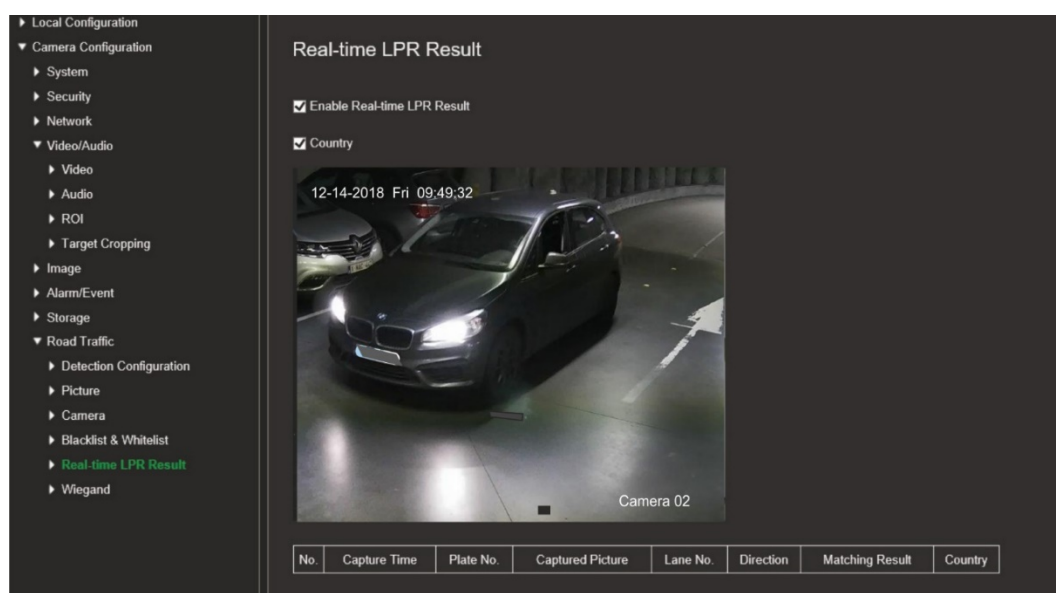 Local Configuration
Camera Configuration
System
Security
Network
Video/Audio
Video
Audio
ROI
Target Cropping
Image
Alarm/Event
Storage
Road Traffic
Detection Configuration
Picture
Camera
Blacklist & Whitelist
Real-time LPR Result
Wiegand
Real-time LPR Result
Enable Real-time LPR Result
Country
12-14-2018 Fri 09:49:32
Camera 02
No. Capture Time Plate No. Captured Picture Lane No. Direction Matching Result Country